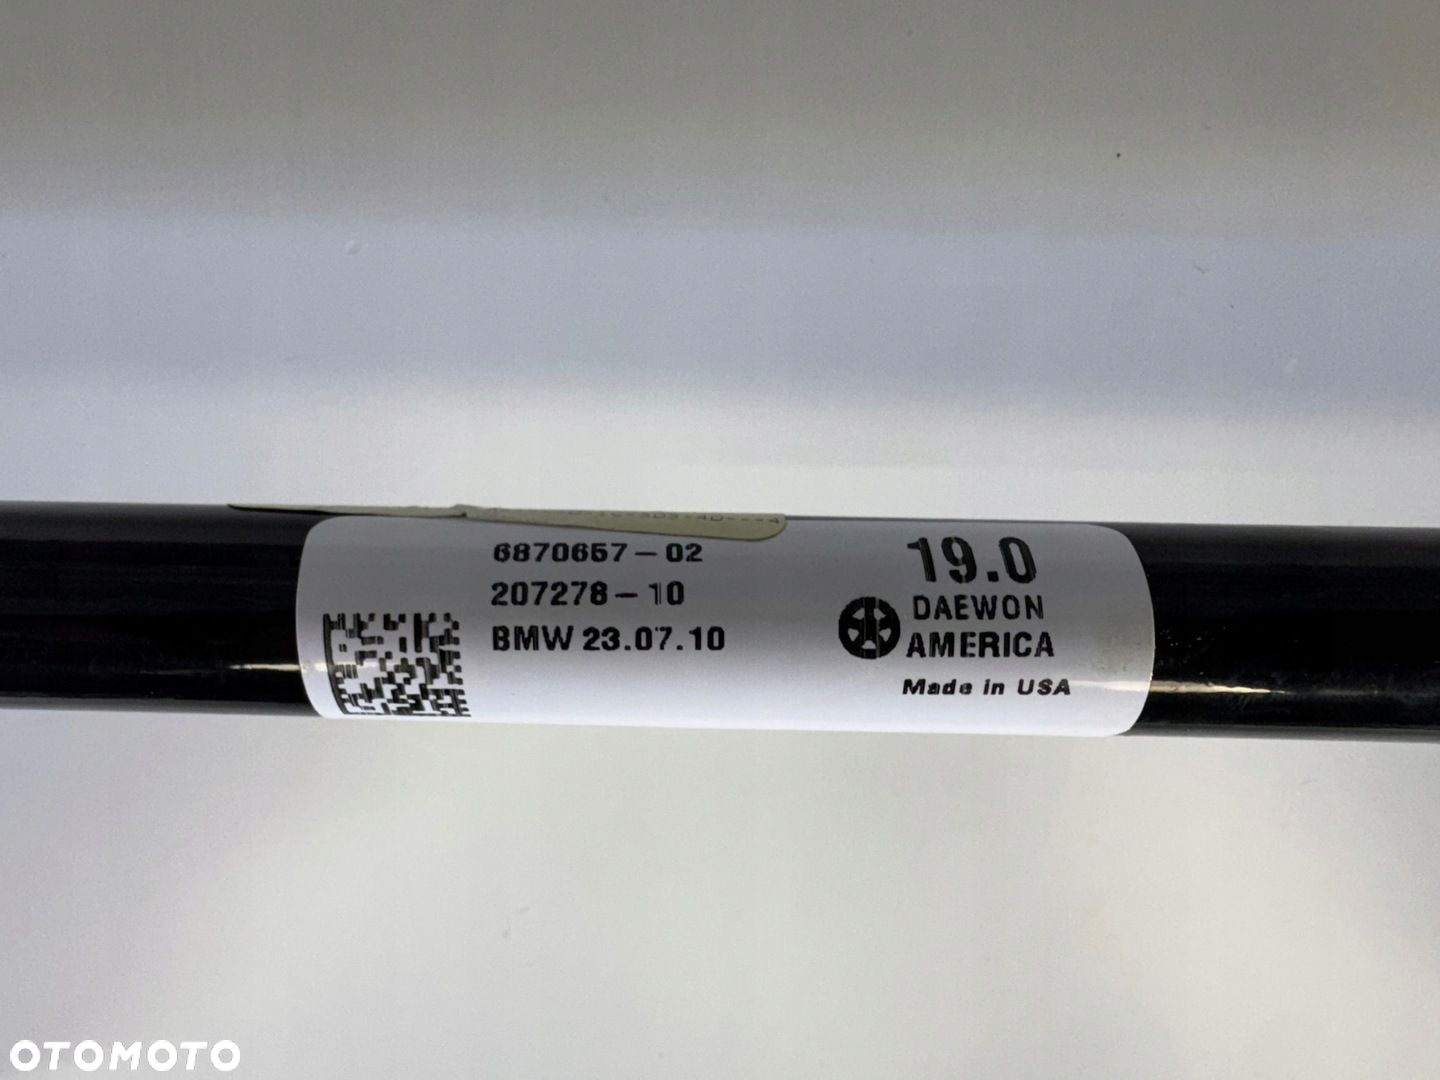 6870657-02
207278-10
BMW 23.07.10
19.0
DAEWON
AMERICA
Made in USA
OTOMOTO